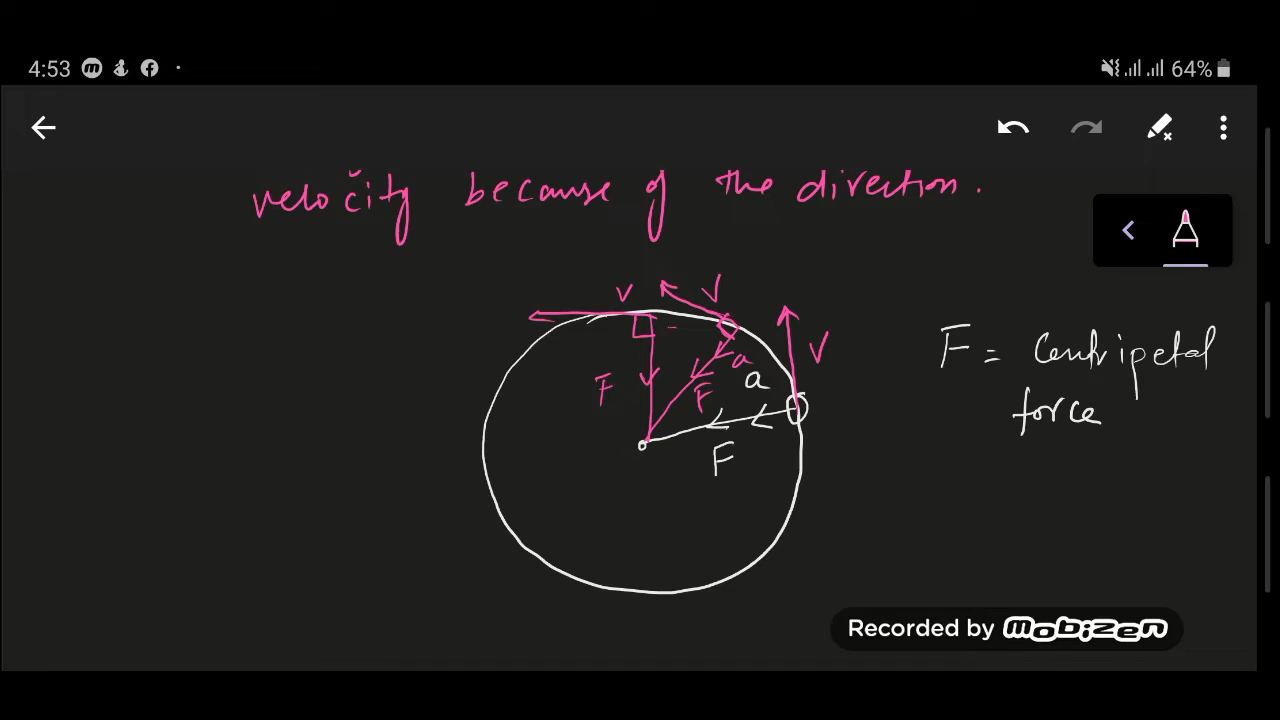 4:53
64%
velocity because of the direction.
V
V
V
F = Centripetal
force
F
a
F
a
F
Recorded by mobizen